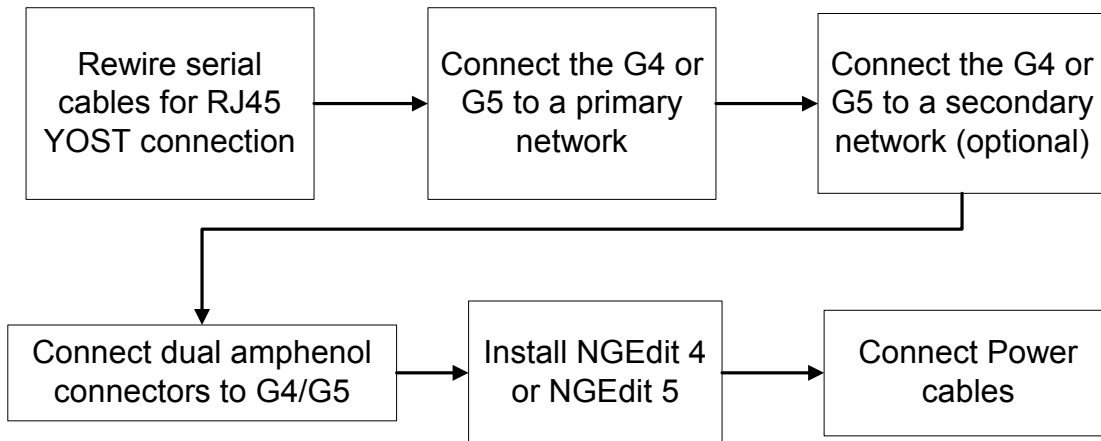 Rewire serial
cables for RJ45
YOST connection
Connect the G4 or
G5 to a primary
network
Connect the G4 or
G5 to a secondary
network (optional)
Connect dual amphenol
connectors to G4/G5
Install NGEdit 4
or NGEdit 5
Connect Power
cables